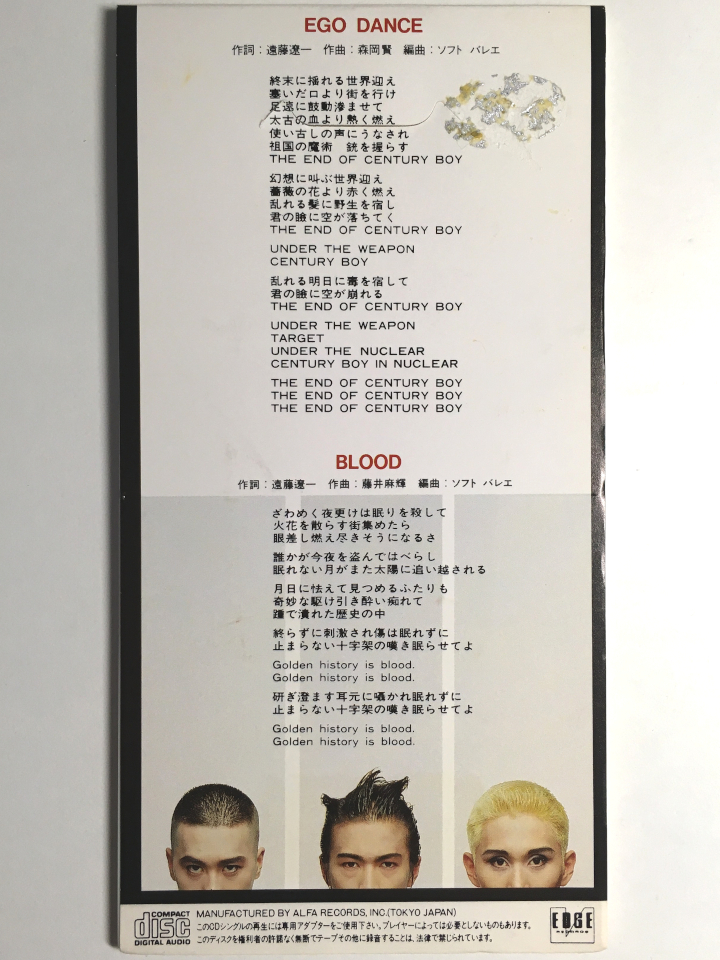 EGO DANCE
作詞：遠藤遼一　作曲：森岡賢　編曲：ソフト バレエ
終末に揺れる世界迎え
塞いだ口より街を行け
足速に鼓動滲ませて
太古の血より熱く燃え
使い古しの声にうなされ
祖国の魔術　銃を握らす
THE END OF CENTURY BOY
幻想に叫ぶ世界迎え
薔薇の花より赤く燃え
乱れる髪に野生を宿し
君の瞼に空が落ちてく
THE END OF CENTURY BOY
UNDER THE WEAPON
CENTURY BOY
乱れる明日に毒を宿して
君の瞼に空が崩れる
THE END OF CENTURY BOY
UNDER THE WEAPON
TARGET
UNDER THE NUCLEAR
CENTURY BOY IN NUCLEAR
THE END OF CENTURY BOY
THE END OF CENTURY BOY
THE END OF CENTURY BOY
BLOOD
作詞：遠藤遼一　作曲：藤井麻輝　編曲：ソフト バレエ
ざわめく夜更けは眠りを殺して
火花を散らす街集めたら
眼差し燃え尽きそうになるさ
誰かが今夜を盗んではべらし
眠れない月がまた太陽に追い越される
月日に怯えて見つめるふたりも
奇妙な駆け引き酔い痴れて
踵で潰れた歴史の中
終らずに刺激され傷は眠れずに
止まらない十字架の嘆き眠らせてよ
Golden history is blood.
Golden history is blood.
研ぎ澄ます耳元に囁かれ眠れずに
止まらない十字架の嘆き眠らせてよ
Golden history is blood.
Golden history is blood.
COMPACT
disc
DIGITAL AUDIO
MANUFACTURED BY ALFA RECORDS, INC.(TOKYO JAPAN)
このCDシングルの再生には専用アダプターをご使用下さい。プレイヤーによっては必要としないものもあります。
このディスクを権利者の許諾なく無断でテープその他に録音することは、法律で禁じられています。
EDGE